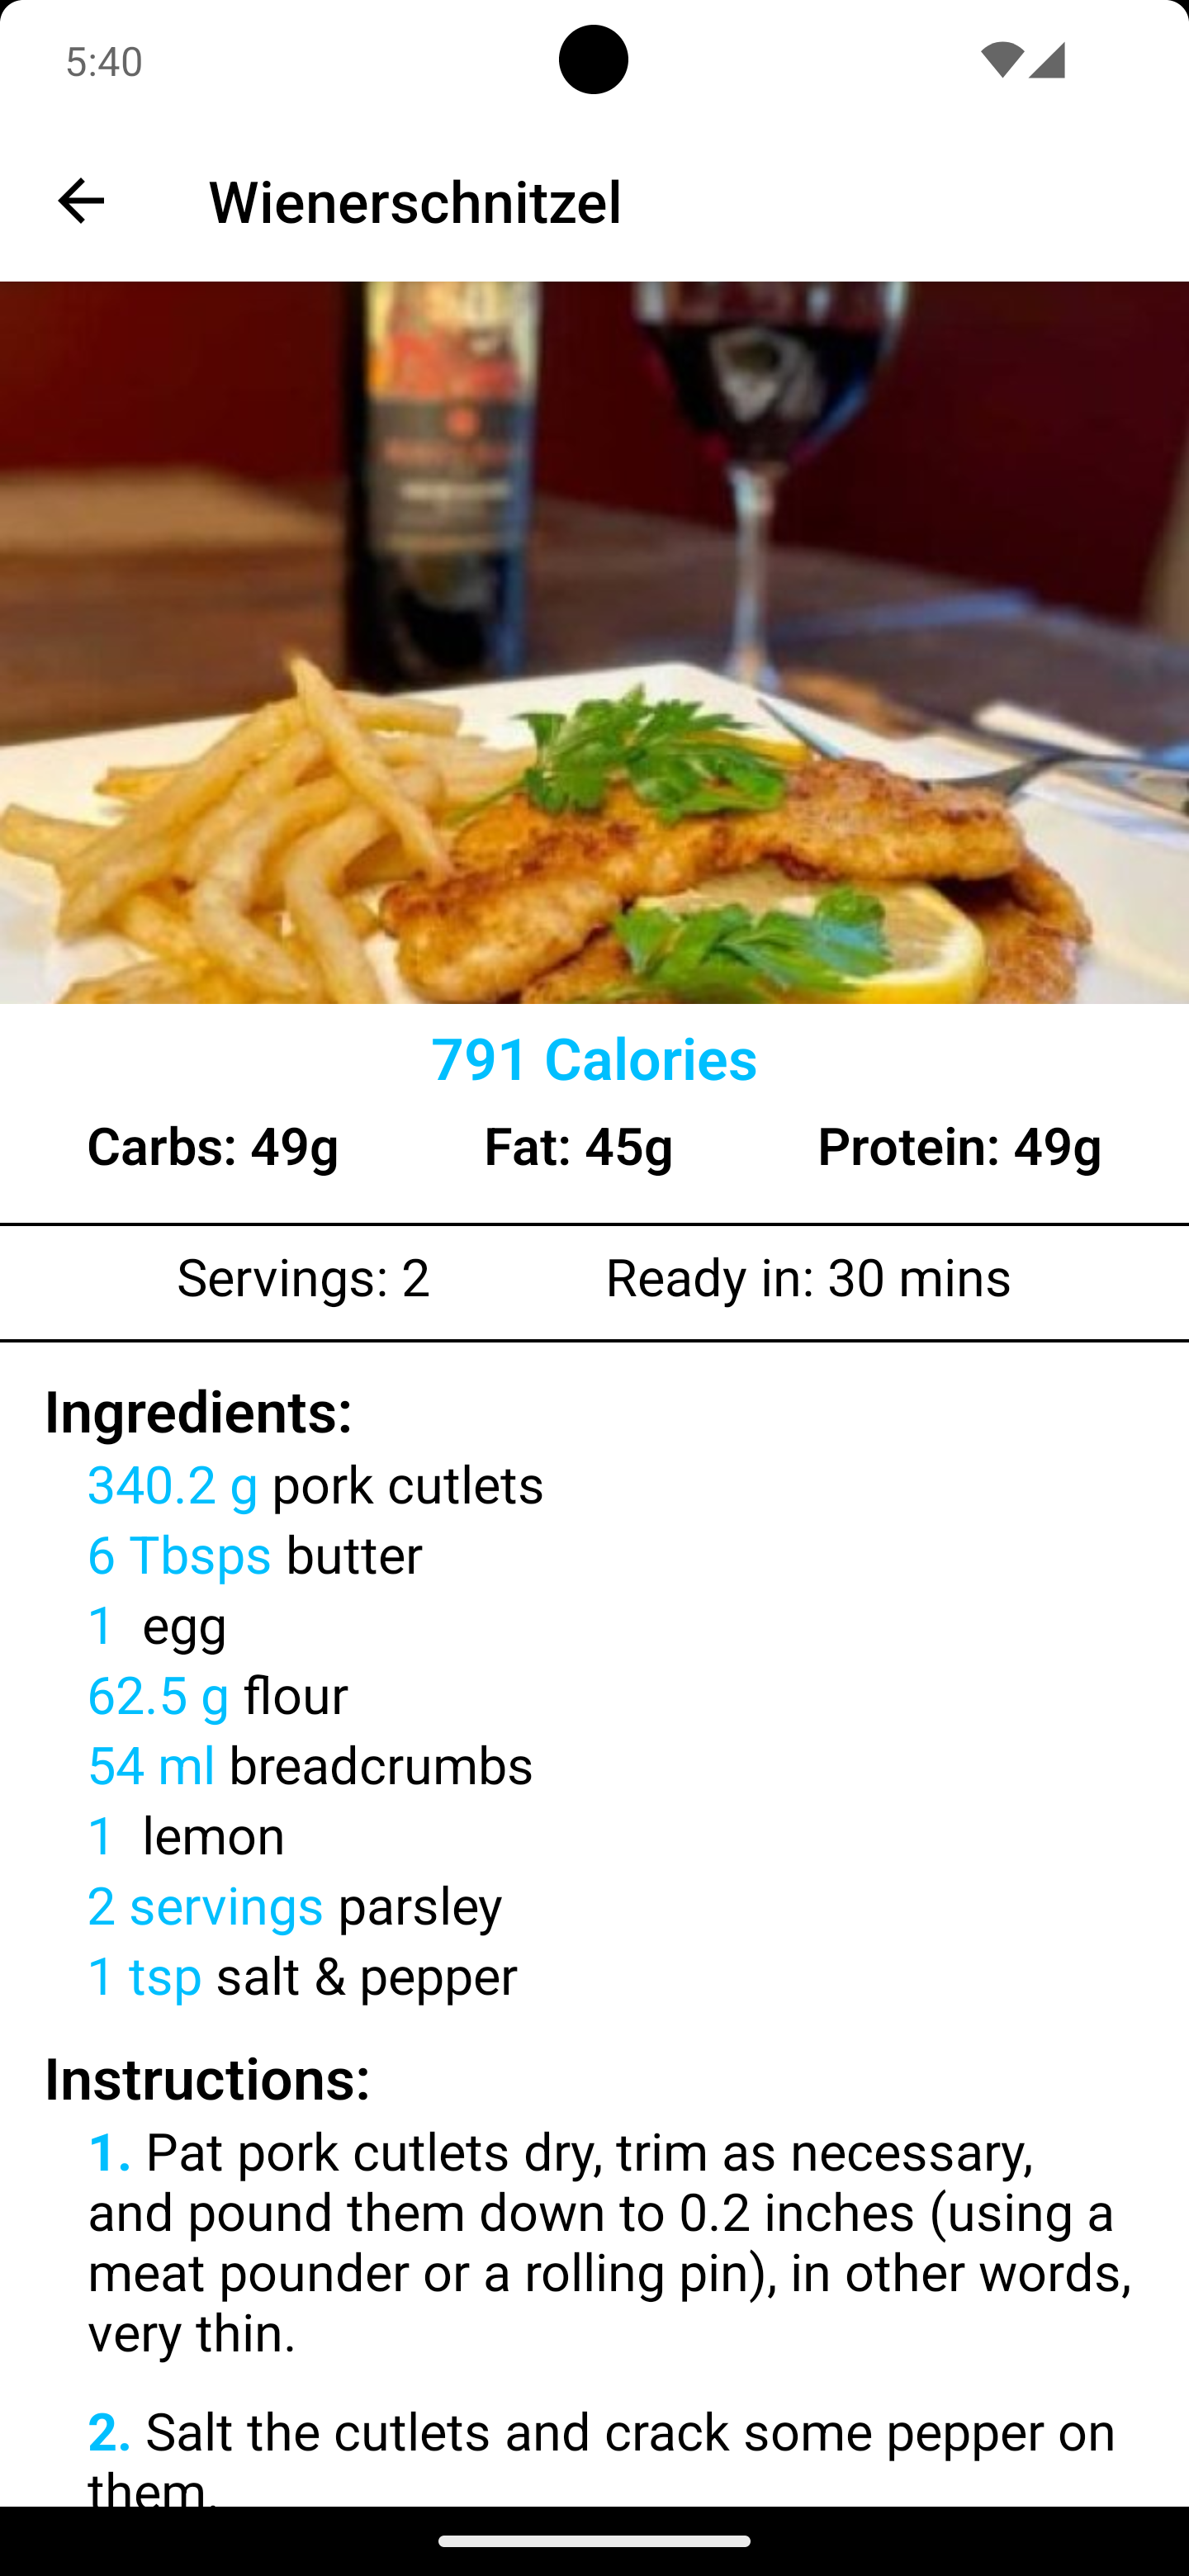 5:40
Wienerschnitzel
791 Calories
Carbs: 49g Fat: 45g Protein: 49g
Servings: 2 Ready in: 30 mins
Ingredients:
340.2 g pork cutlets
6 Tbsps butter
1 egg
62.5 g flour
54 ml breadcrumbs
1 lemon
2 servings parsley
1 tsp salt & pepper
Instructions:
1. Pat pork cutlets dry, trim as necessary,
and pound them down to 0.2 inches (using a
meat pounder or a rolling pin), in other words,
very thin.
2. Salt the cutlets and crack some pepper on
them.